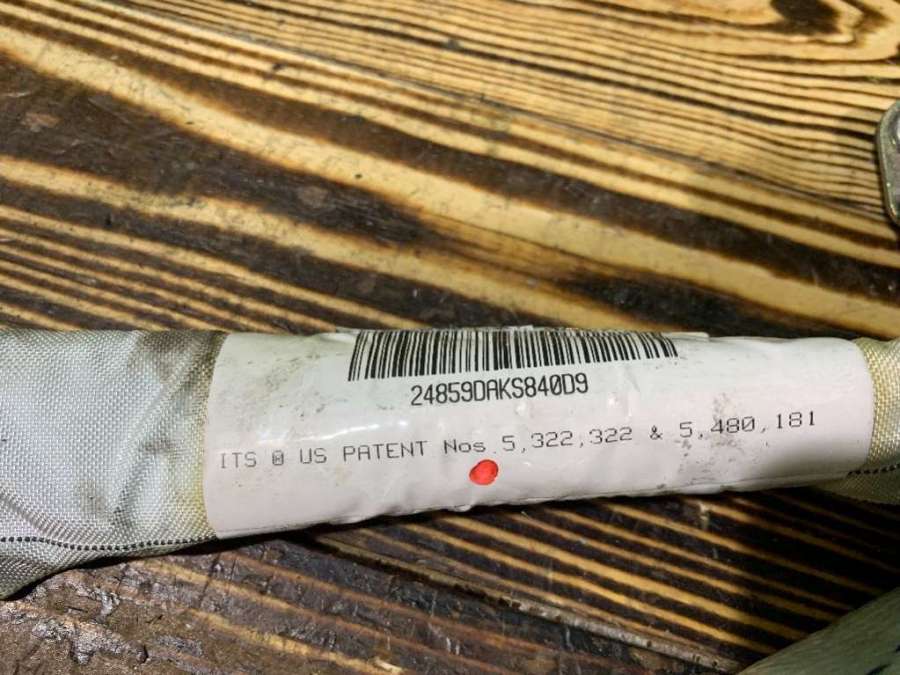 24859DAKS840D9
ITS ® US PATENT Nos. 5,322,322 & 5,480,181